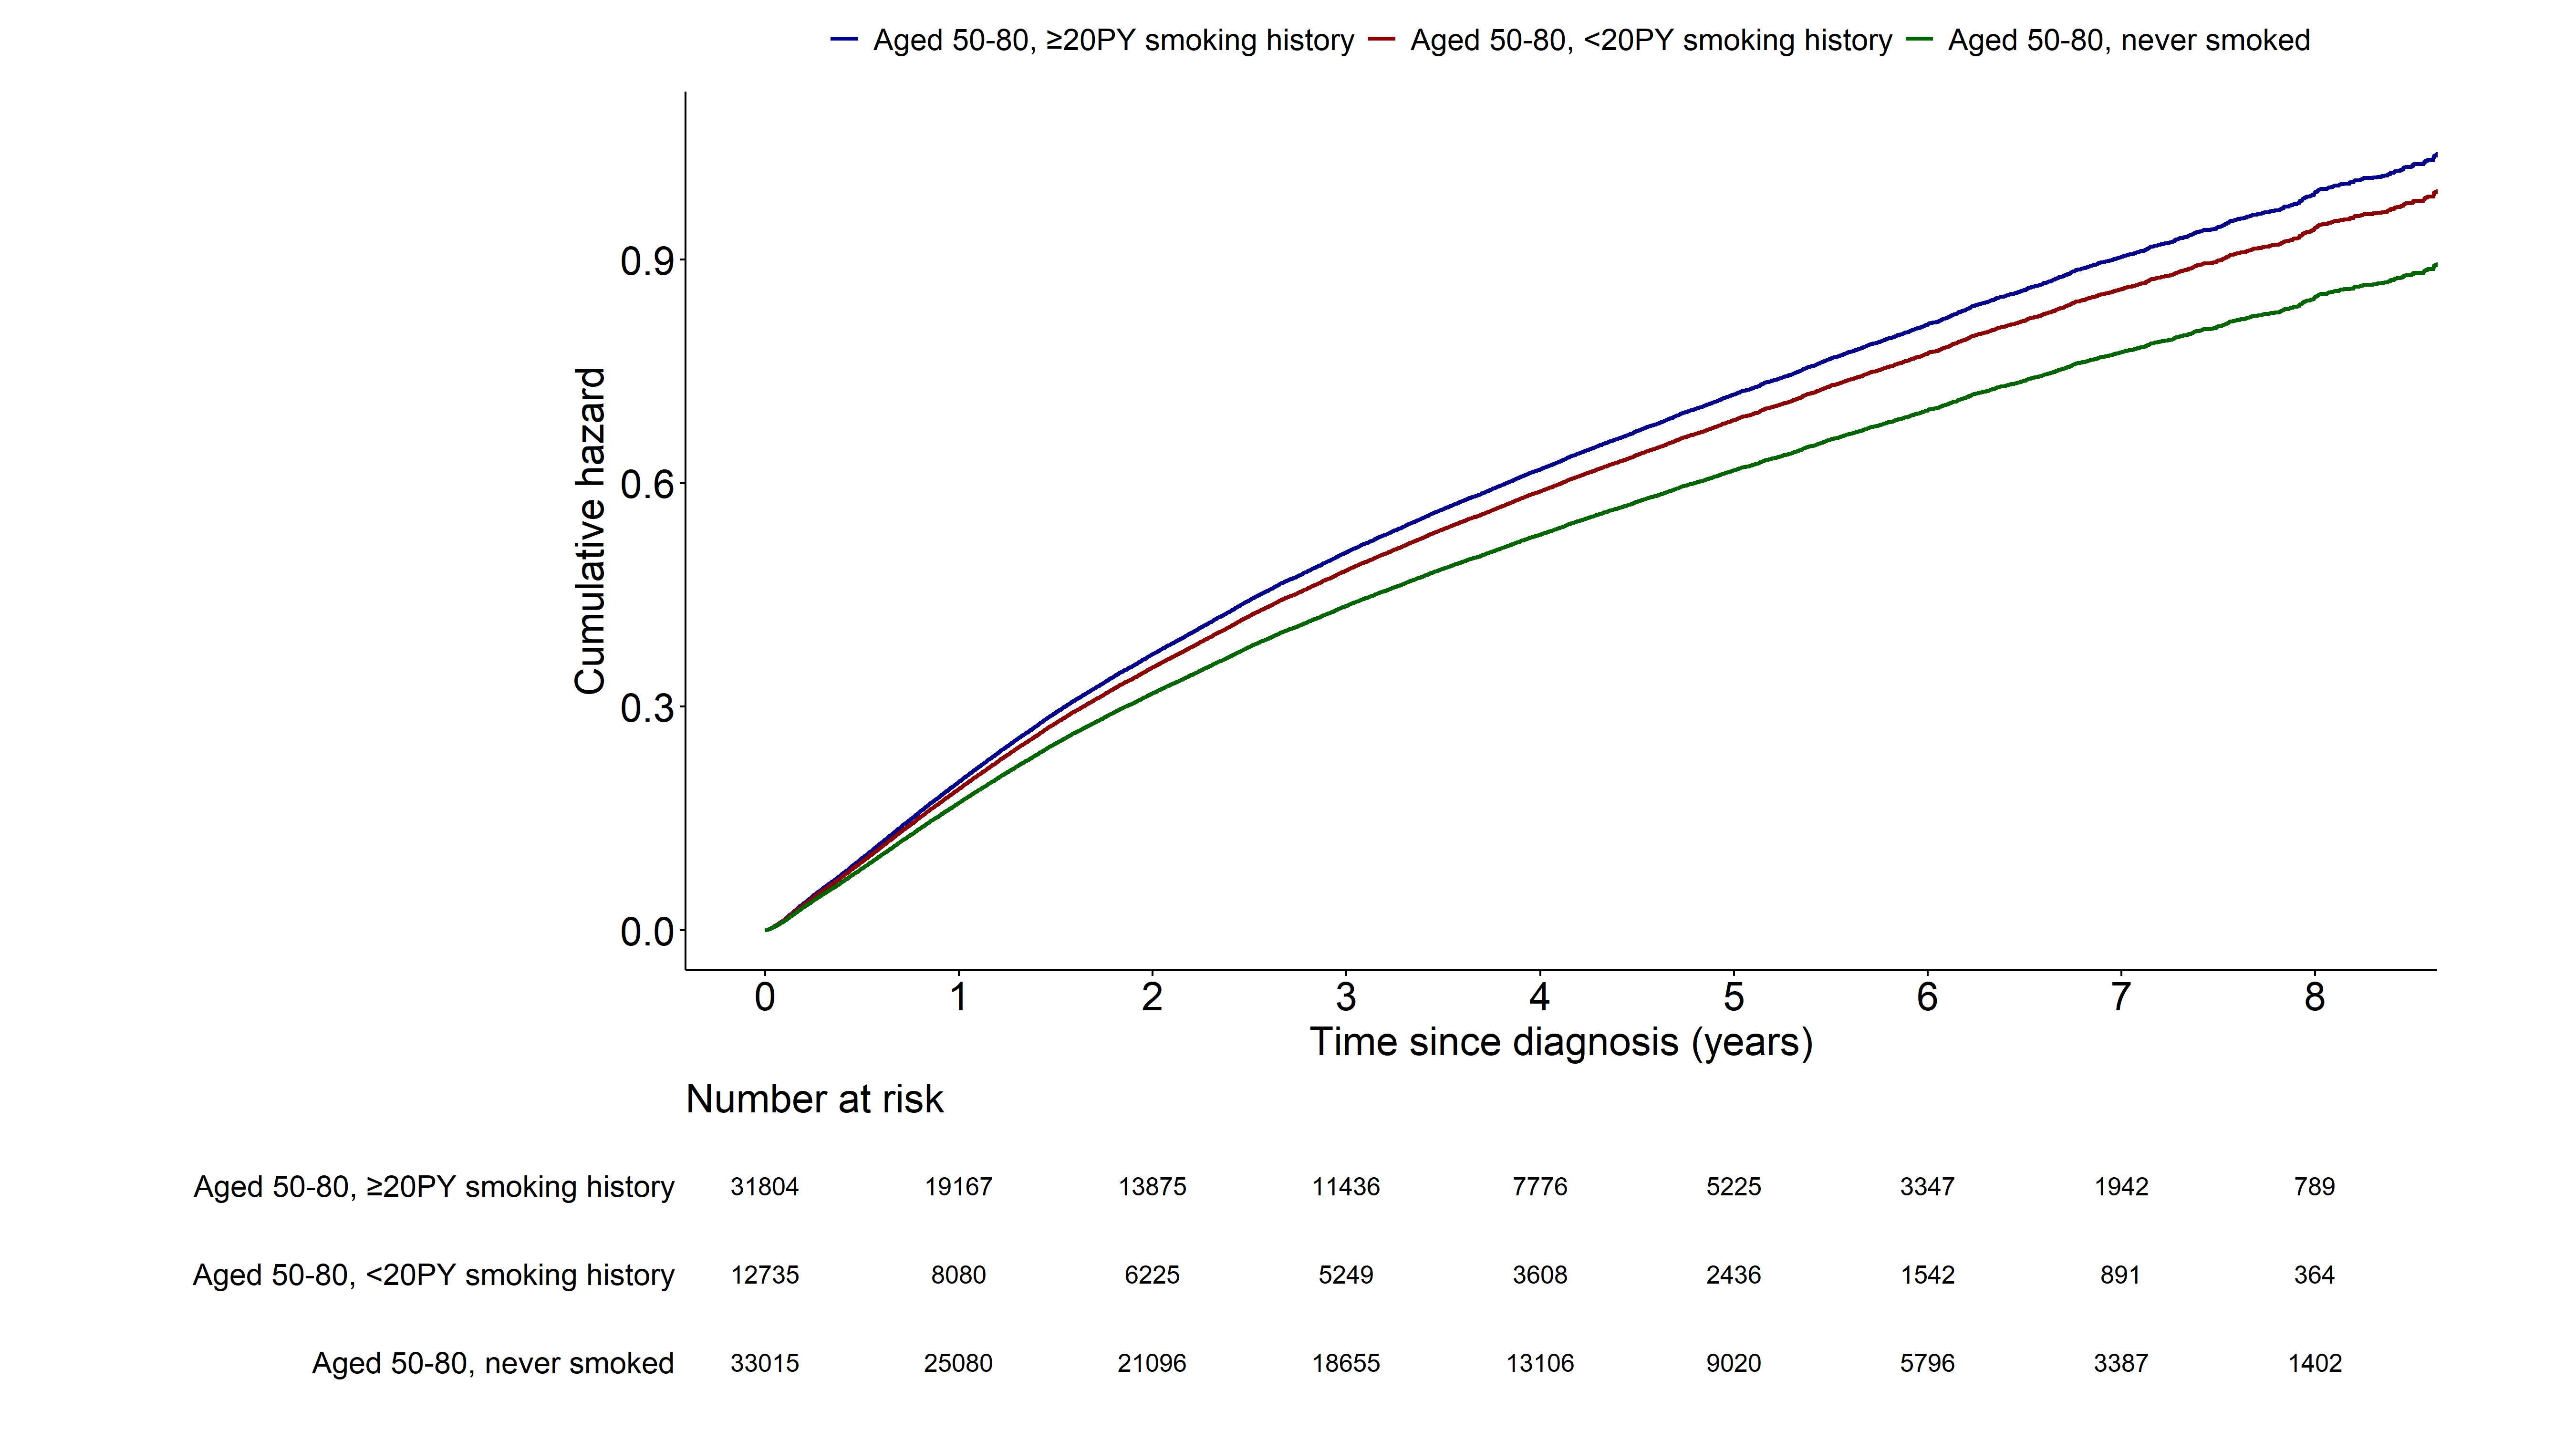 Aged 50-80, ≥20PY smoking history Aged 50-80, <20PY smoking history Aged 50-80, never smoked
Cumulative hazard
0.9
0.6
0.3
0.0
0 1 2 3 4 5 6 7 8
Time since diagnosis (years)
Number at risk
Aged 50-80, ≥20PY smoking history 31804 19167 13875 11436 7776 5225 3347 1942 789
Aged 50-80, <20PY smoking history 12735 8080 6225 5249 3608 2436 1542 891 364
Aged 50-80, never smoked 33015 25080 21096 18655 13106 9020 5796 3387 1402